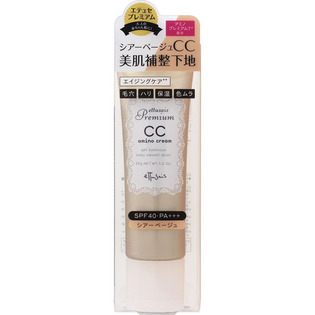 エテュセ
プレミアム
シアーベージュCC
美肌補整下地
エイジングケア
毛穴 ハリ 保湿 色ムラ
ettusais
Premium
CC
amino cream
ettusais
SPF40・PA+++
シアーベージュ